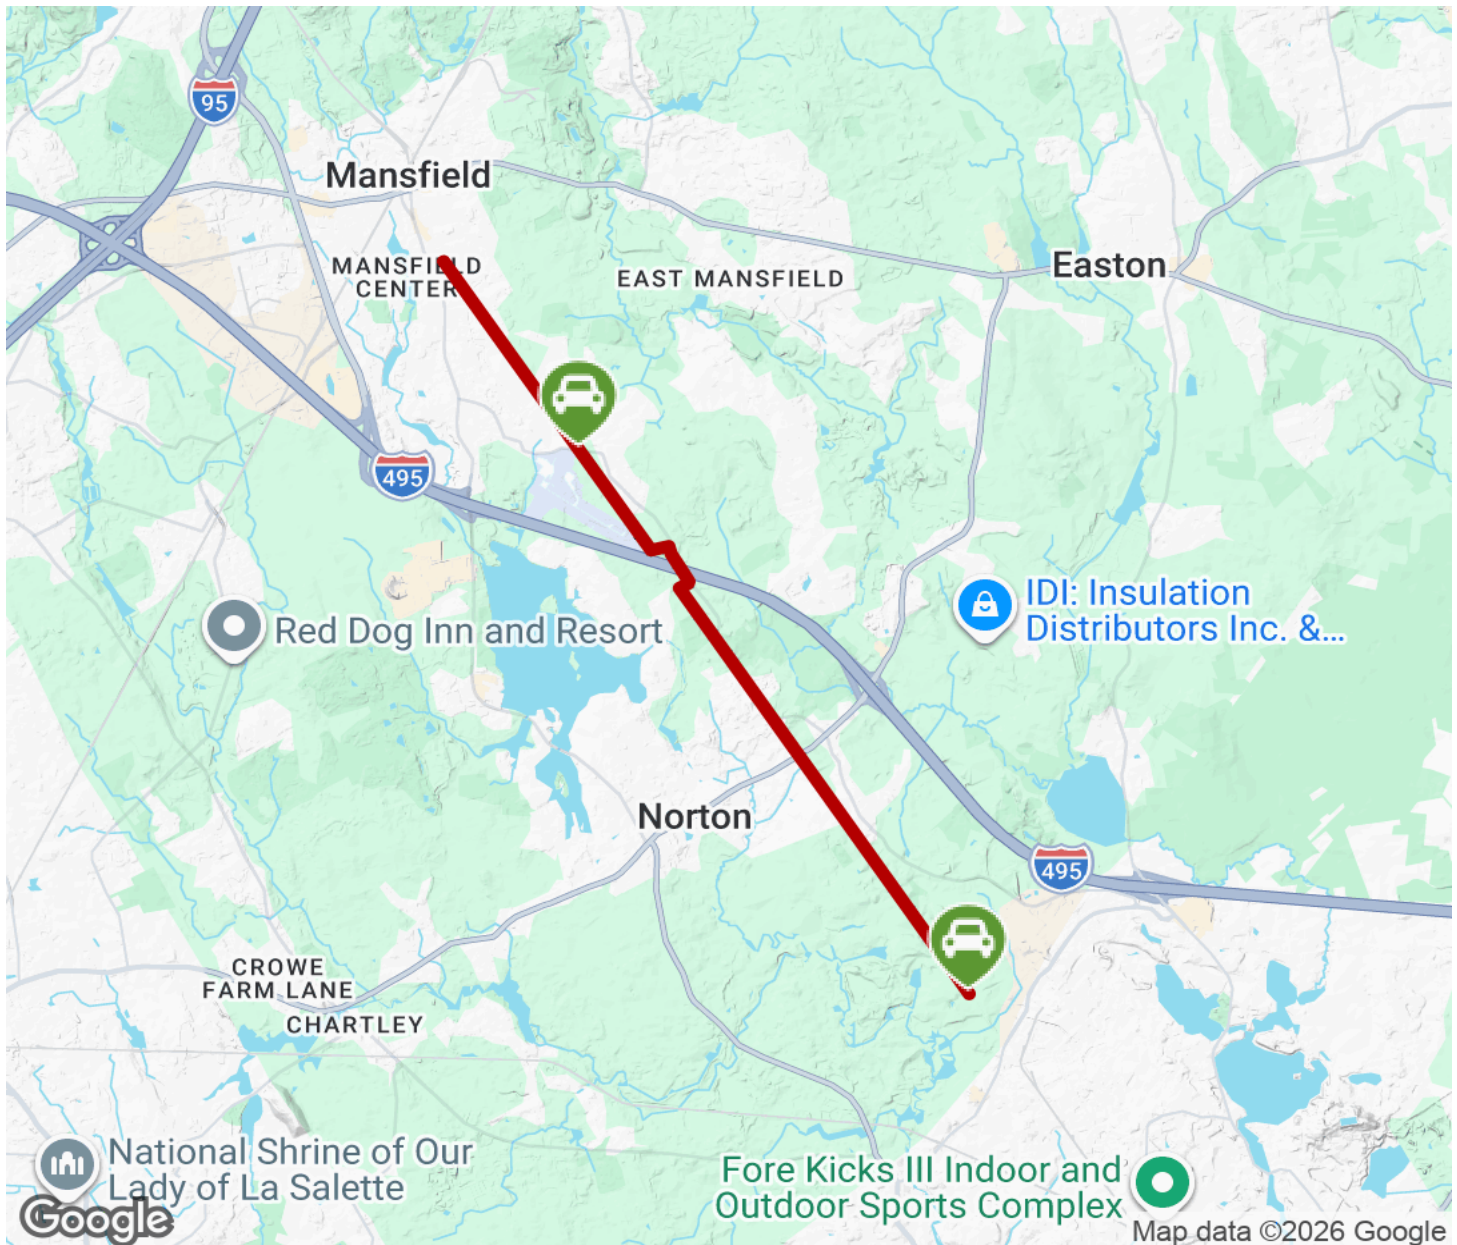 95
Mansfield
MANSFIELD
CENTER
EAST MANSFIELD
Easton
495
IDI: Insulation
Distributors Inc. &...
Red Dog Inn and Resort
Norton
495
CROWE
FARM LANE
CHARTLEY
National Shrine of Our
Lady of La Salette
Fore Kicks III Indoor and
Outdoor Sports Complex
Google
Map data ©2026 Google